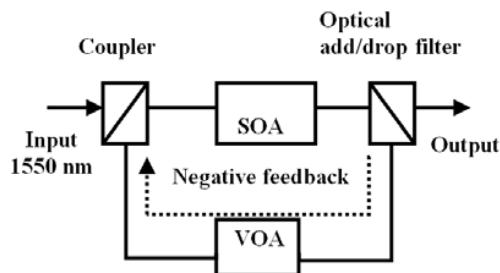 Optical
add/drop filter
Coupler
SOA
Input
1550 nm
Output
Negative feedback
VOA